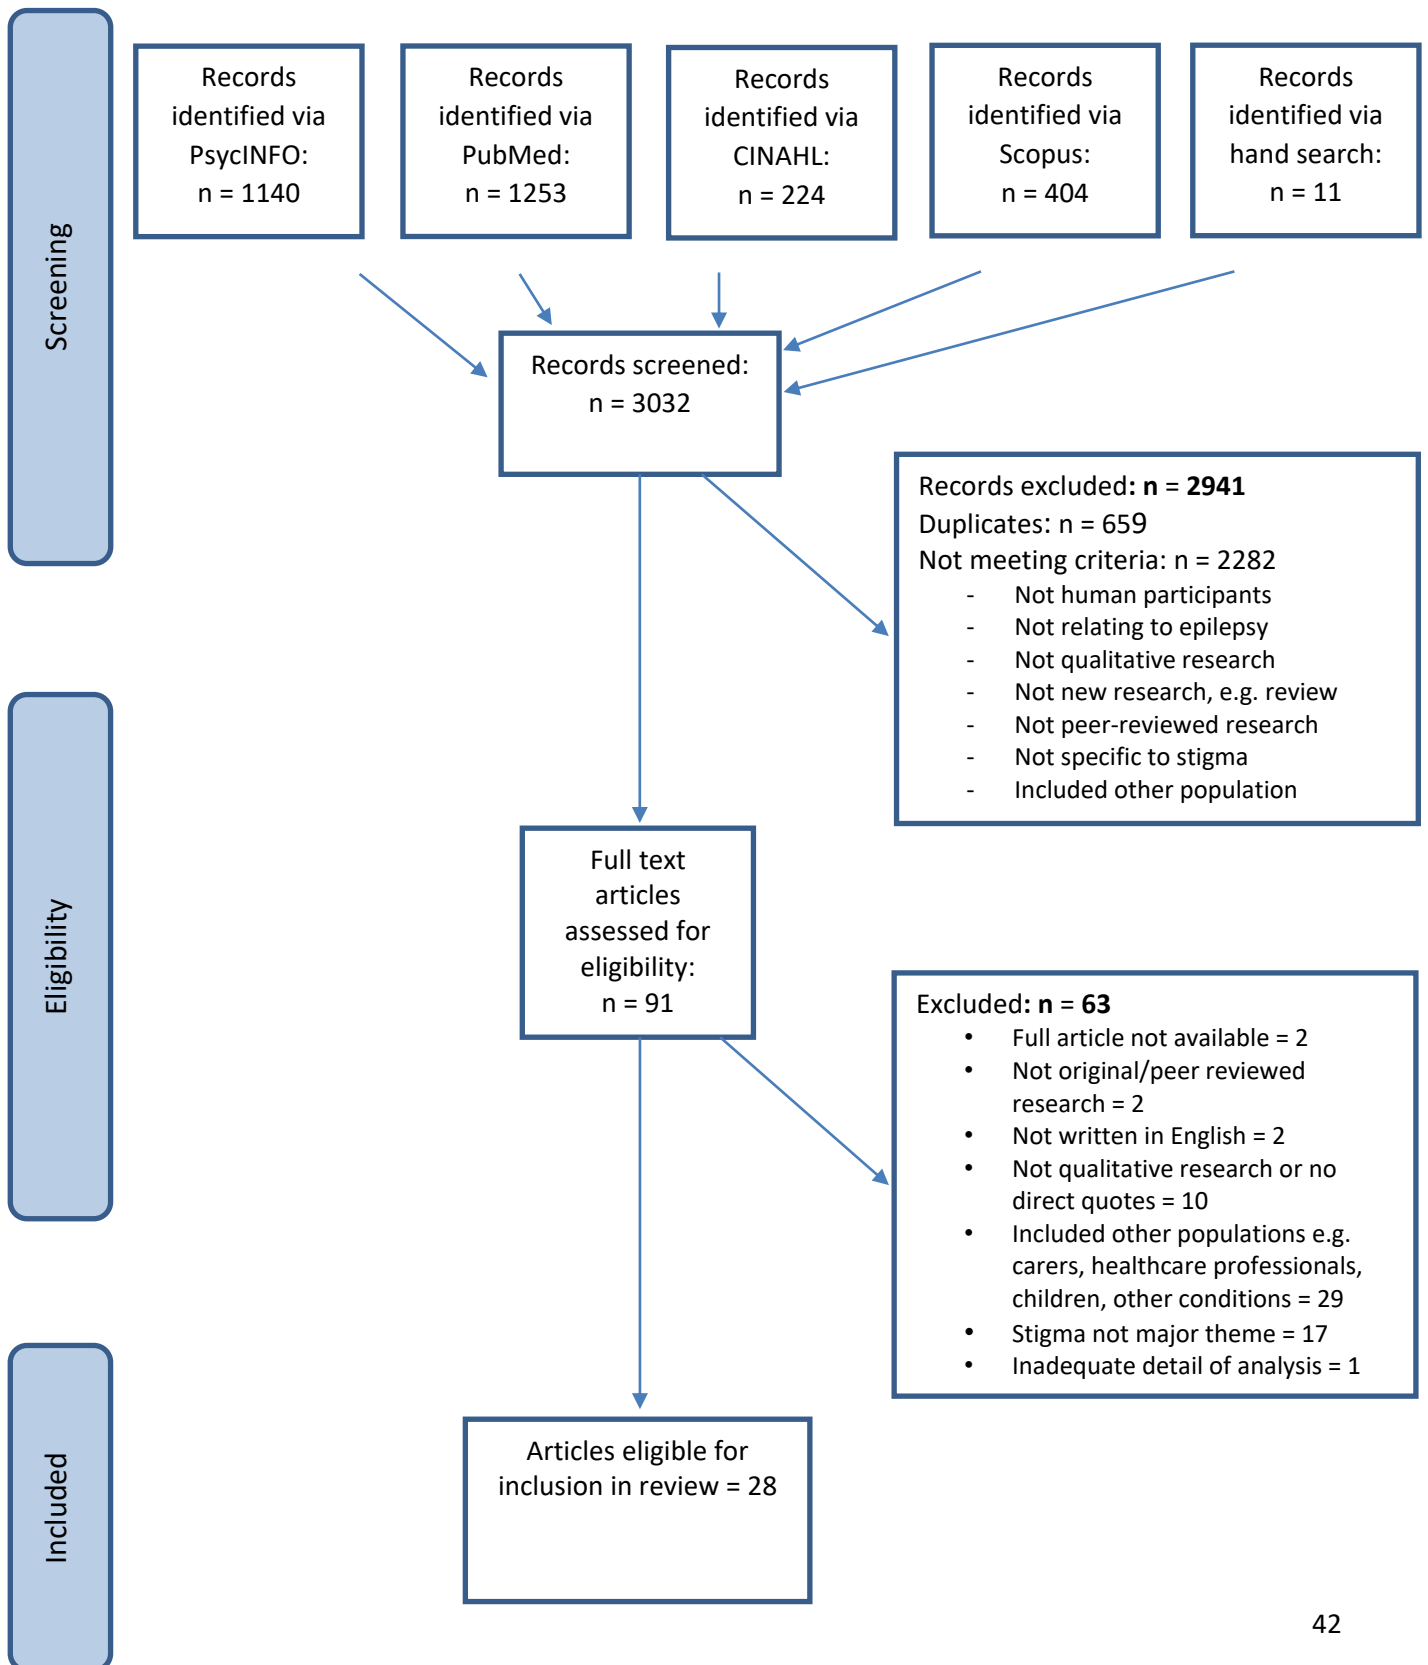 Screening
Records
identified via
PsycINFO:
n = 1140
Records
identified via
PubMed:
n = 1253
Records
identified via
CINAHL:
n = 224
Records
identified via
Scopus:
n = 404
Records
identified via
hand search:
n = 11
Records screened:
n = 3032
Records excluded: n = 2941
Duplicates: n = 659
Not meeting criteria: n = 2282
- Not human participants
- Not relating to epilepsy
- Not qualitative research
- Not new research, e.g. review
- Not peer-reviewed research
- Not specific to stigma
- Included other population
Eligibility
Full text
articles
assessed for
eligibility:
n = 91
Excluded: n = 63
• Full article not available = 2
• Not original/peer reviewed
research = 2
• Not written in English = 2
• Not qualitative research or no
direct quotes = 10
• Included other populations e.g.
carers, healthcare professionals,
children, other conditions = 29
• Stigma not major theme = 17
• Inadequate detail of analysis = 1
Included
Articles eligible for
inclusion in review = 28
42